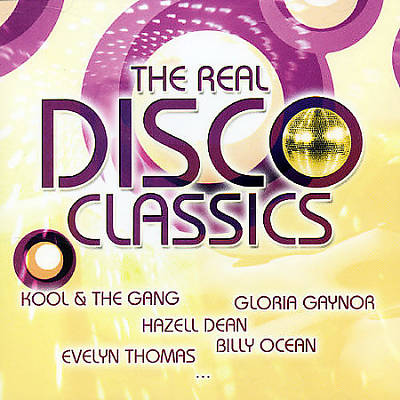 THE REAL
DISCO
CLASSICS
KOOL & THE GANG
GLORIA GAYNOR
HAZELL DEAN
BILLY OCEAN
EVELYN THOMAS
...